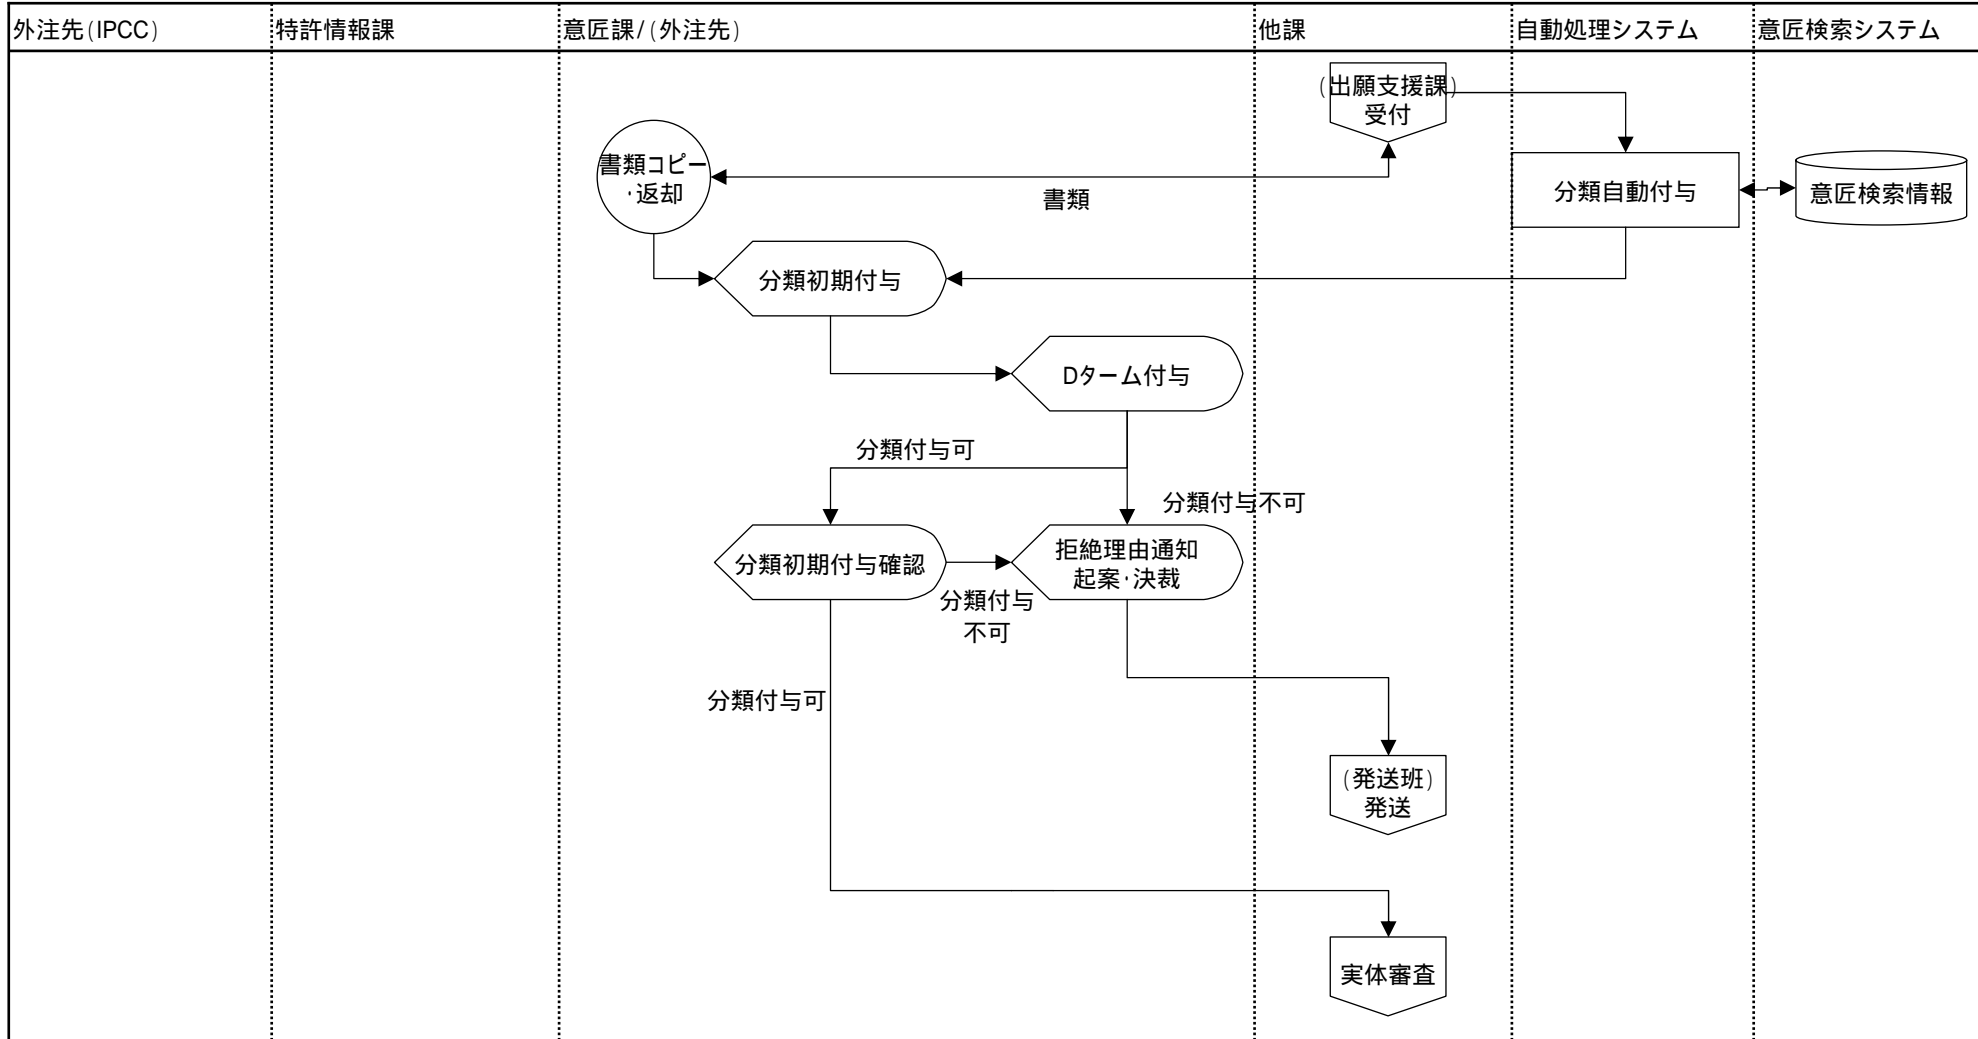 外注先(IPCC)
特許情報課
意匠課/(外注先)
他課
自動処理システム
意匠検索システム
(出願支援課)
受付
書類コピー
・返却
書類
分類自動付与
意匠検索情報
分類初期付与
Dターム付与
分類付与可
分類付与不可
分類初期付与確認
拒絶理由通知
起案・決裁
分類付与
不可
分類付与可
(発送班)
発送
実体審査